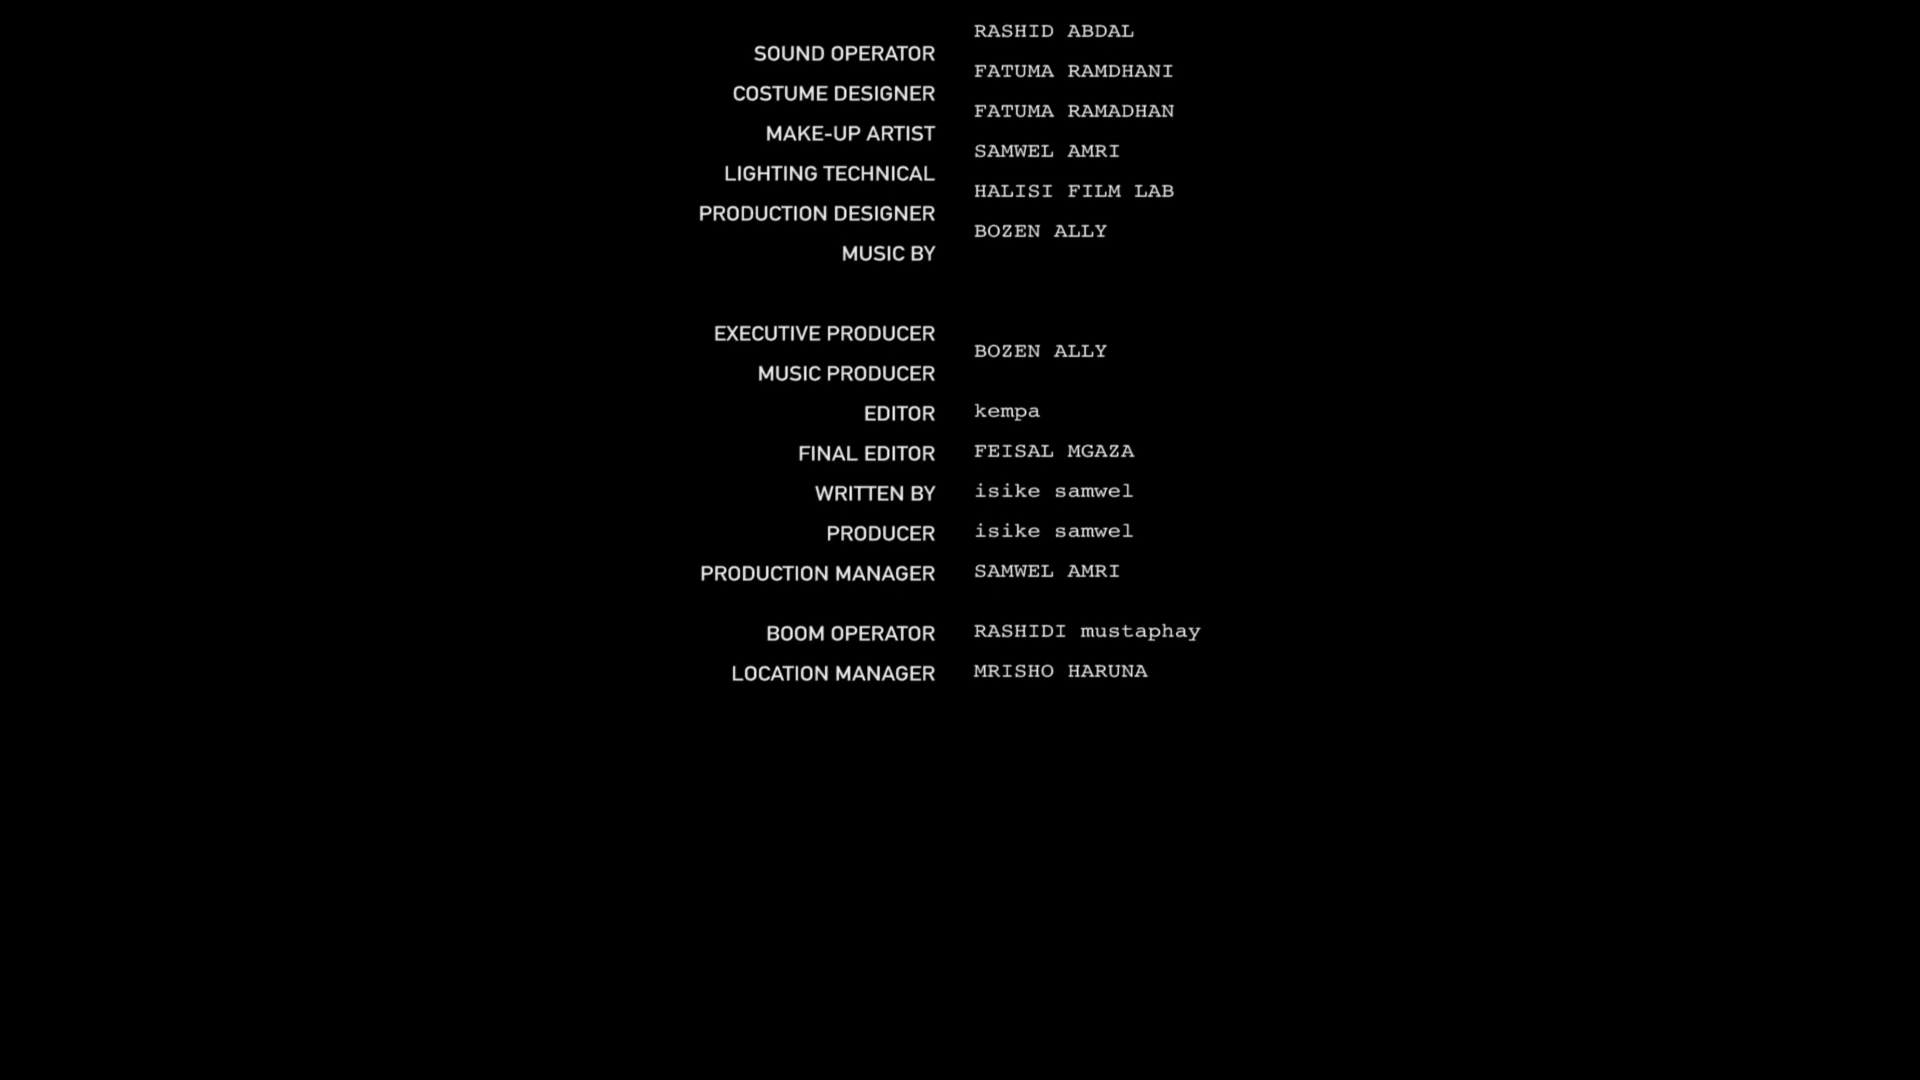 SOUND OPERATOR RASHID ABDAL
COSTUME DESIGNER FATUMA RAMDHANI
MAKE-UP ARTIST FATUMA RAMADHAN
LIGHTING TECHNICAL SAMWEL AMRI
PRODUCTION DESIGNER HALISI FILM LAB
MUSIC BY BOZEN ALLY
EXECUTIVE PRODUCER
MUSIC PRODUCER BOZEN ALLY
EDITOR kempa
FINAL EDITOR FEISAL MGAZA
WRITTEN BY isike samwel
PRODUCER isike samwel
PRODUCTION MANAGER SAMWEL AMRI
BOOM OPERATOR RASHIDI mustaphay
LOCATION MANAGER MRISHO HARUNA